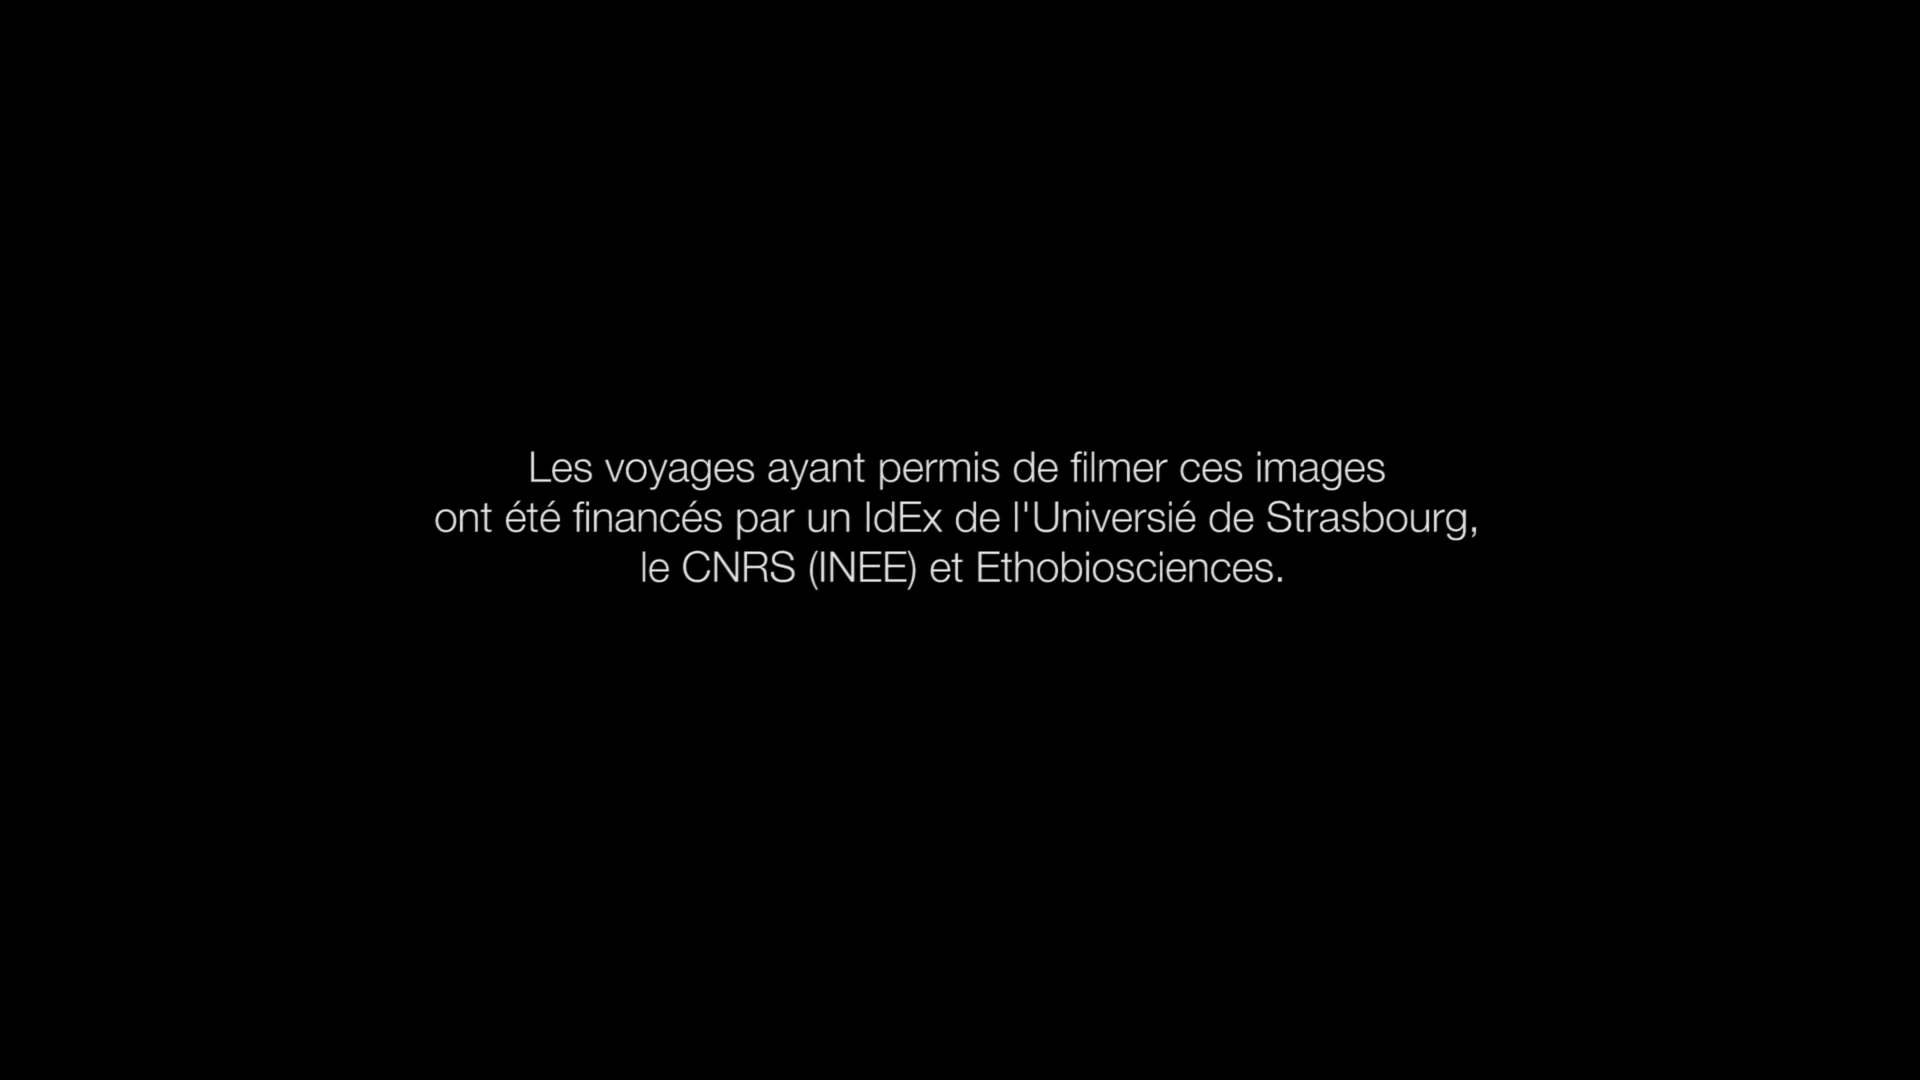 Les voyages ayant permis de filmer ces images
ont été financés par un IdEx de l'Universié de Strasbourg,
le CNRS (INEE) et Ethobiosciences.